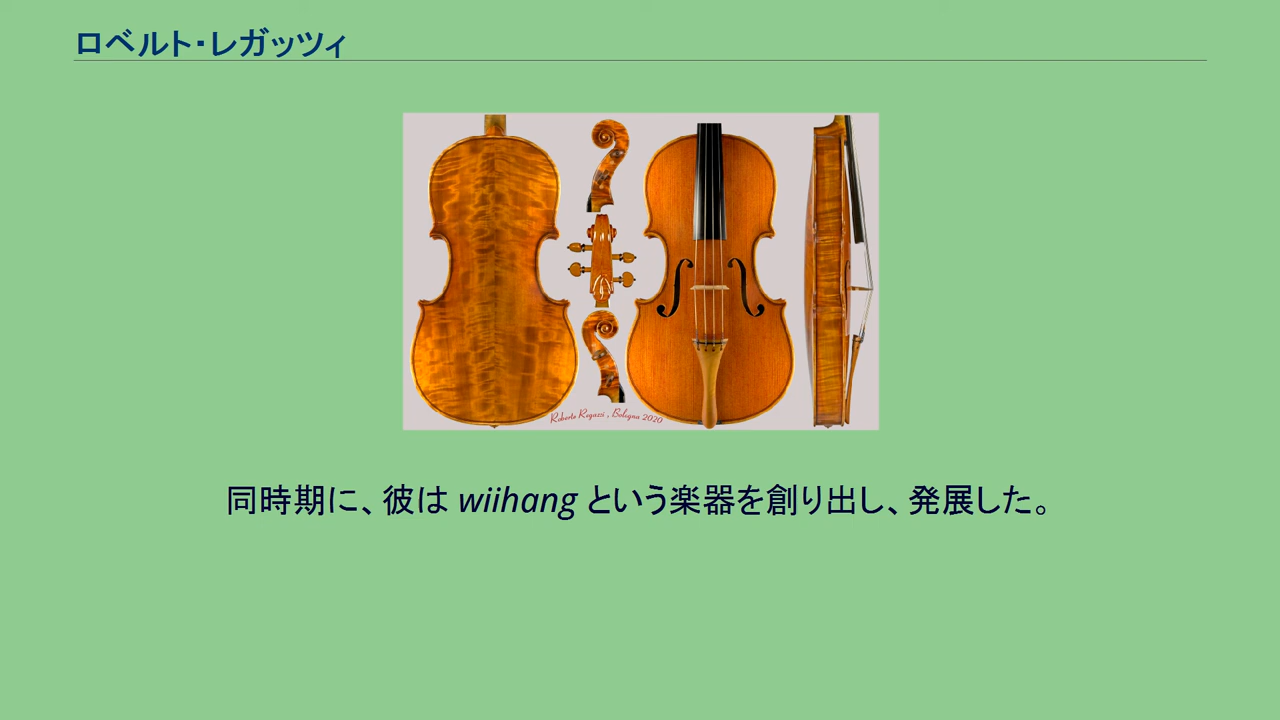 ロベルト・レガッツィ
Roberto Regazzi , Bologna 2020
同時期に、彼は wiihang という楽器を創り出し、発展した。